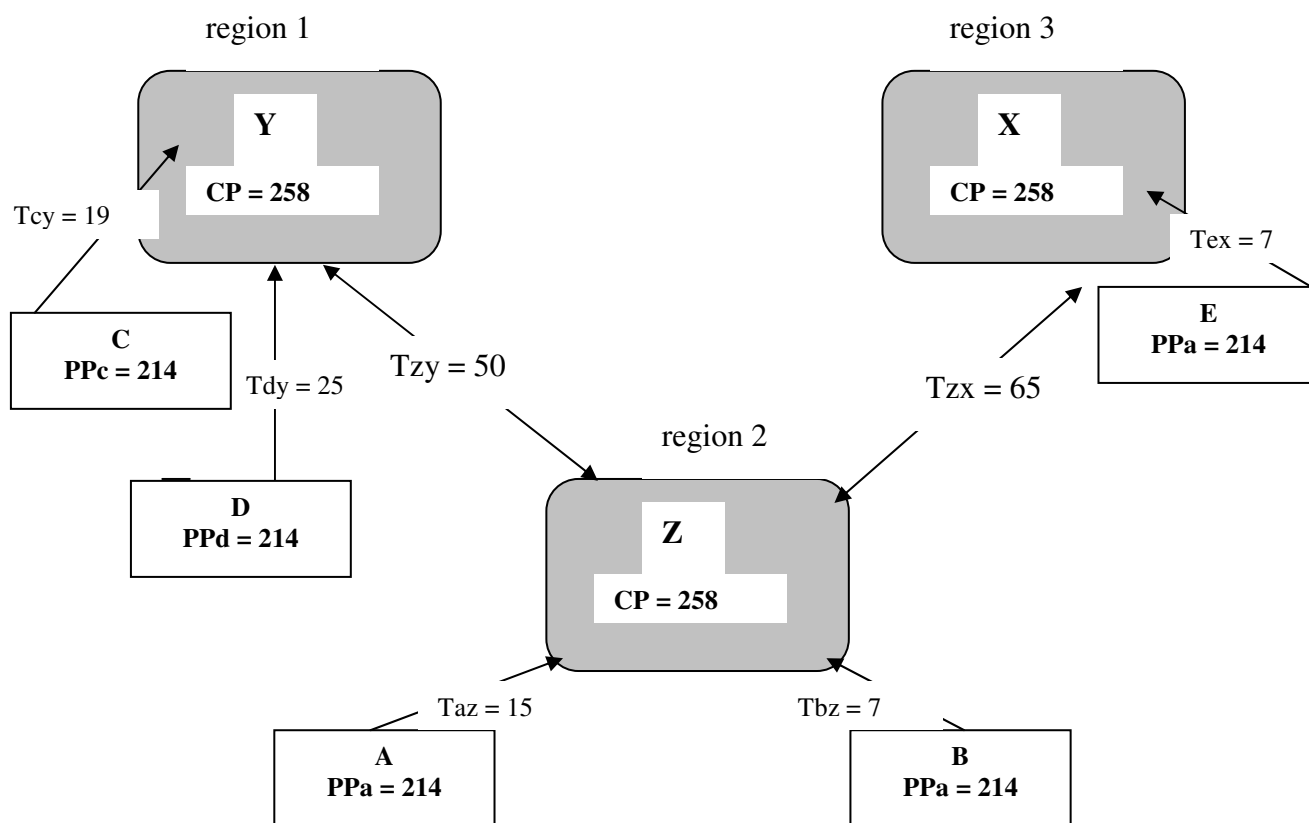 region 1
region 3
Y
CP = 258
X
CP = 258
Tcy = 19
Tex = 7
C
PPc = 214
E
PPa = 214
Tdy = 25
Tzy = 50
Tzx = 65
region 2
D
PPd = 214
Z
CP = 258
Taz = 15
Tbz = 7
A
PPa = 214
B
PPa = 214